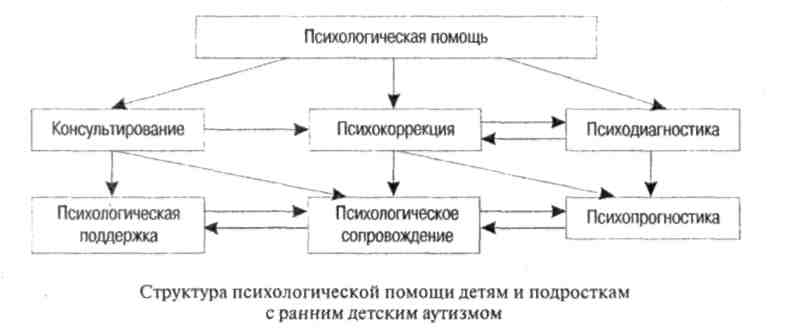 Психологическая помощь
Консультирование
Психокоррекция
Психодиагностика
Психологическая
поддержка
Психологическое
сопровождение
Психопрогностика
Структура психологической помощи детям и подросткам
с ранним детским аутизмом